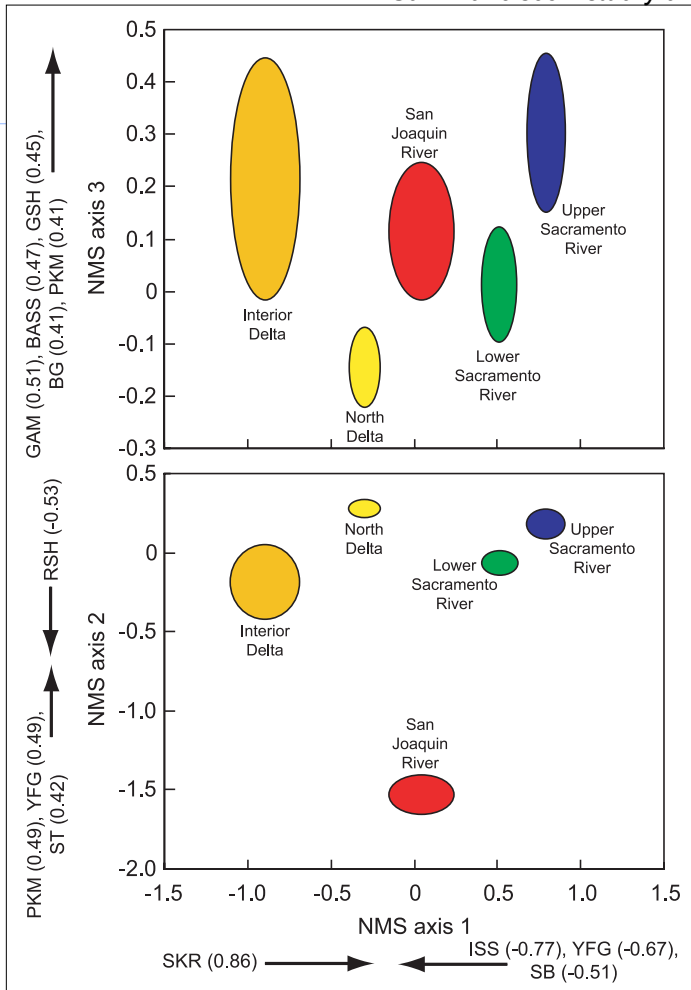 GAM (0.51), BASS (0.47), GSH (0.45),
BG (0.41), PKM (0.41)
NMS axis 3
0.5
0.4
0.3
0.2
0.1
0
-0.1
-0.2
-0.3
Interior
Delta
North
Delta
San
Joaquin
River
Lower
Sacramento
River
Upper
Sacramento
River
RSH (-0.53)
PKM (0.49), YFG (0.49),
ST (0.42)
NMS axis 2
0.5
0
-0.5
-1.0
-1.5
-2.0
Interior
Delta
North
Delta
San
Joaquin
River
Lower
Sacramento
River
Upper
Sacramento
River
-1.5 -1.0 -0.5 0 0.5 1.0 1.5
NMS axis 1
SKR (0.86)
ISS (-0.77), YFG (-0.67),
SB (-0.51)